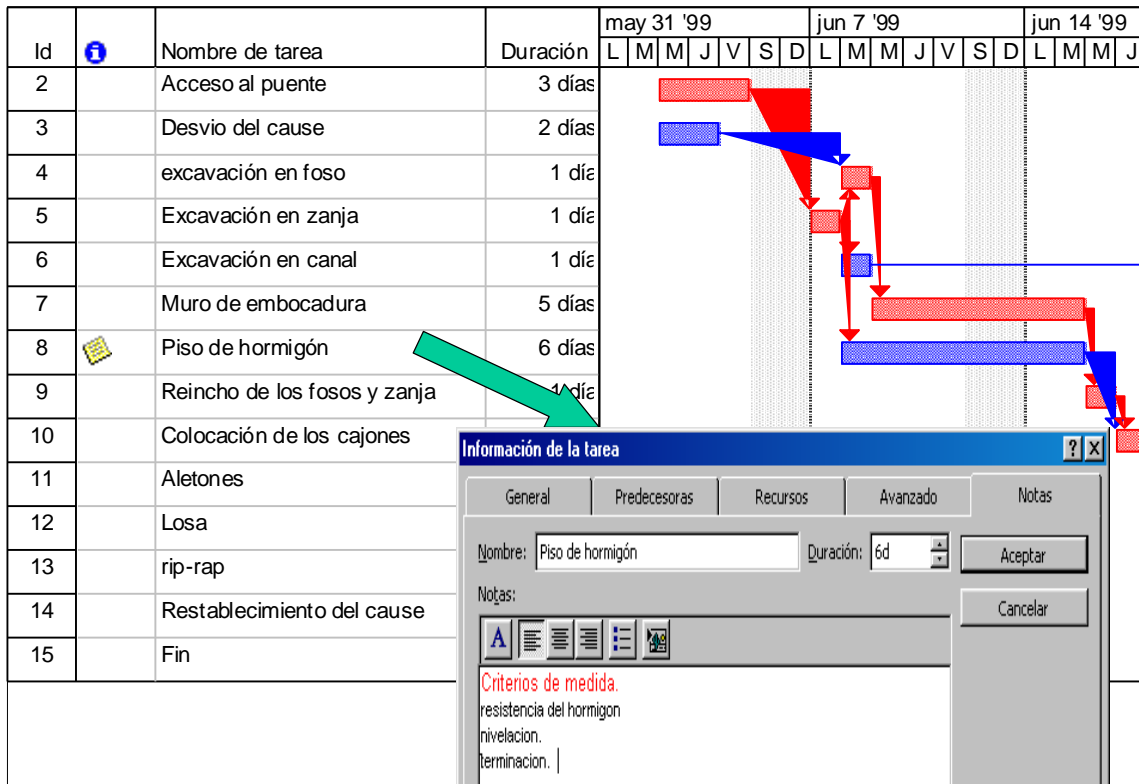 may 31 '99 jun 7 '99 jun 14 '99
Id Nombre de tarea Duración L M M J V S D L M M J V S D L M M J
2 Acceso al puente 3 días
3 Desvio del cause 2 días
4 excavación en foso 1 día
5 Excavación en zanja 1 día
6 Excavación en canal 1 día
7 Muro de embocadura 5 días
8 Piso de hormigón 6 días
9 Reincho de los fosos y zanja 1 día
10 Colocación de los cajones
11 Aletones
12 Losa
13 rip-rap
14 Restablecimiento del cause
15 Fin
Información de la tarea
General Predecesoras Recursos Avanzado Notas
Nombre: Piso de hormigón Duración: 6d Aceptar
Notas: Cancelar
A
Criterios de medida.
resistencia del hormigon
nivelacion.
terminacion.